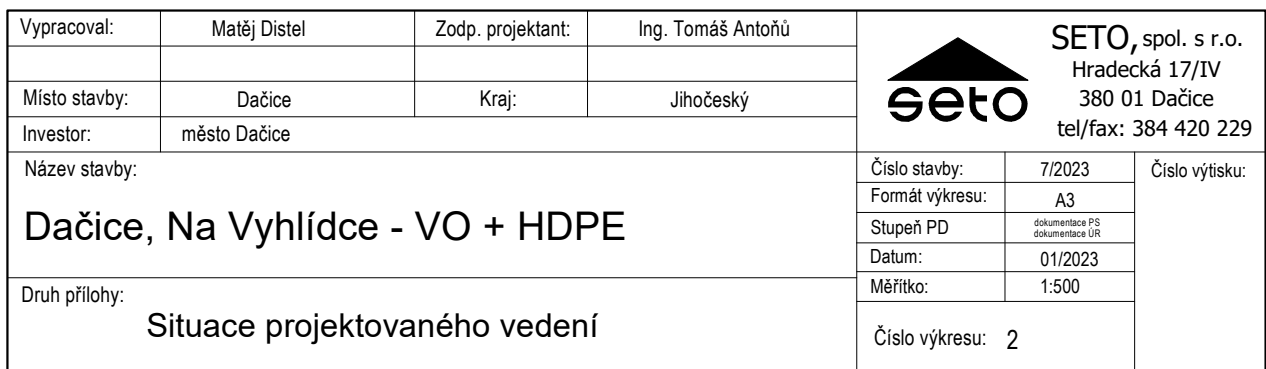 Vypracoval: Matěj Distel Zodp. projektant: Ing. Tomáš Antoňů
Místo stavby: Dačice Kraj: Jihočeský
Investor: město Dačice
seto
SETO, spol. s r.o.
Hradecká 17/IV
380 01 Dačice
tel/fax: 384 420 229
Název stavby:
Dačice, Na Vyhlídce - VO + HDPE
Druh přílohy:
Situace projektovaného vedení
Číslo stavby: 7/2023
Formát výkresu: A3
Stupeň PD dokumentace PS
dokumentace ÚR
Datum: 01/2023
Měřítko: 1:500
Číslo výkresu: 2
Číslo výtisku: